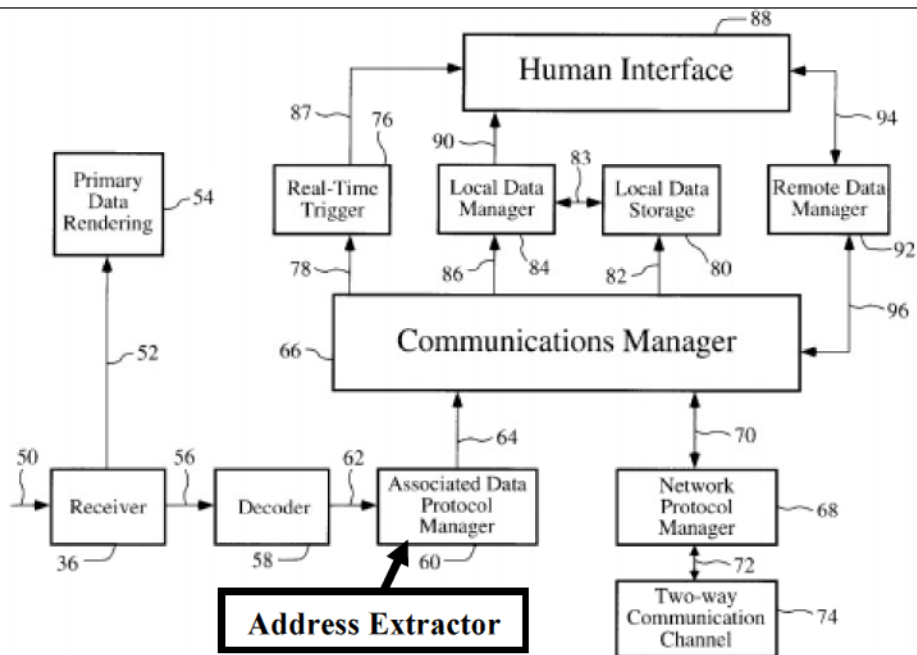 88
Human Interface
87
76
90
94
83
Primary
Data
Rendering
54
Real-Time
Trigger
Local Data
Manager
Local Data
Storage
Remote Data
Manager
78
86
84
82
80
92
96
52
66
Communications Manager
64
70
50
56
62
Receiver
Decoder
Associated Data
Protocol
Manager
Network
Protocol
Manager
68
36
58
60
72
Address Extractor
Two-way
Communication
Channel
74